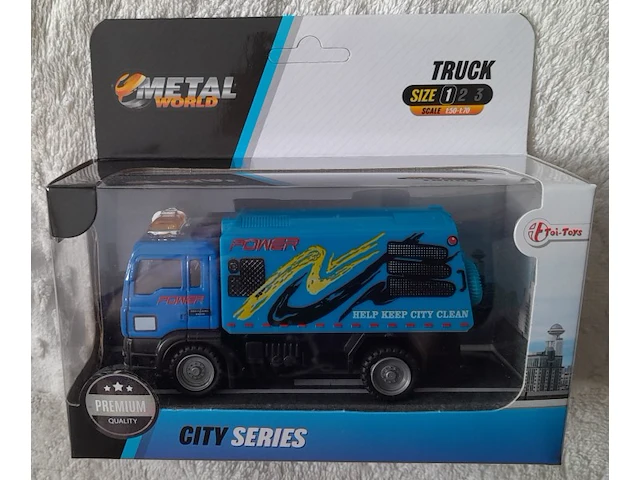 METAL
WORLD
TRUCK
SIZE 1 2 3
SCALE 1:50-1:70
Toi-Toys
POWER
POWER
HELP KEEP CITY CLEAN
PREMIUM
QUALITY
CITY SERIES